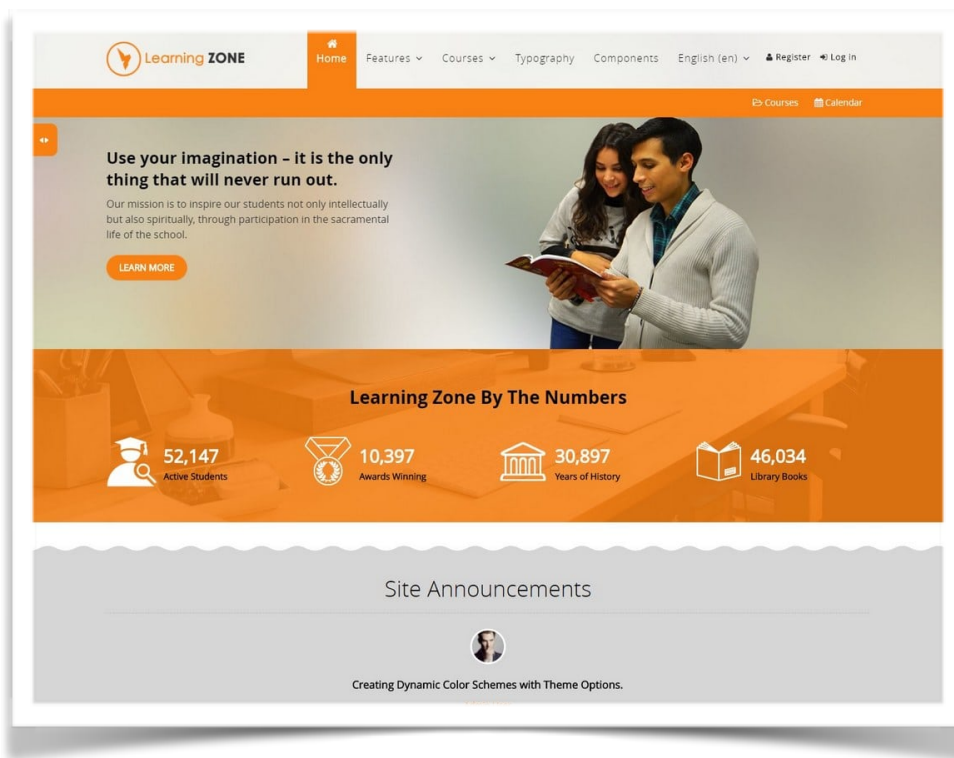 Learning ZONE
Home
Features
Courses
Typography
Components
English (en)
Register
Log in
Courses
Calendar
Use your imagination – it is the only
thing that will never run out.
Our mission is to inspire our students not only intellectually
but also spiritually, through participation in the sacramental
life of the school.
LEARN MORE
Learning Zone By The Numbers
52,147
Active Students
10,397
Awards Winning
30,897
Years of History
46,034
Library Books
Site Announcements
Creating Dynamic Color Schemes with Theme Options.